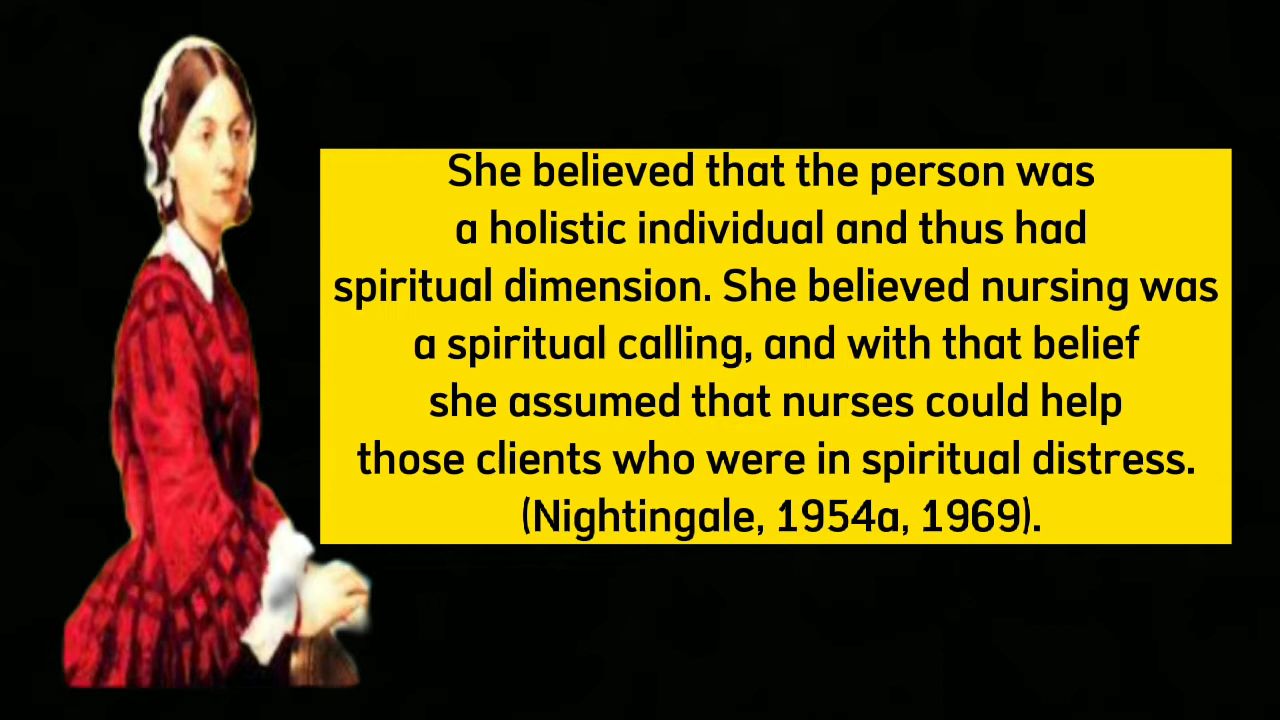 She believed that the person was
a holistic individual and thus had
spiritual dimension. She believed nursing was
a spiritual calling, and with that belief
she assumed that nurses could help
those clients who were in spiritual distress.
(Nightingale, 1954a, 1969).